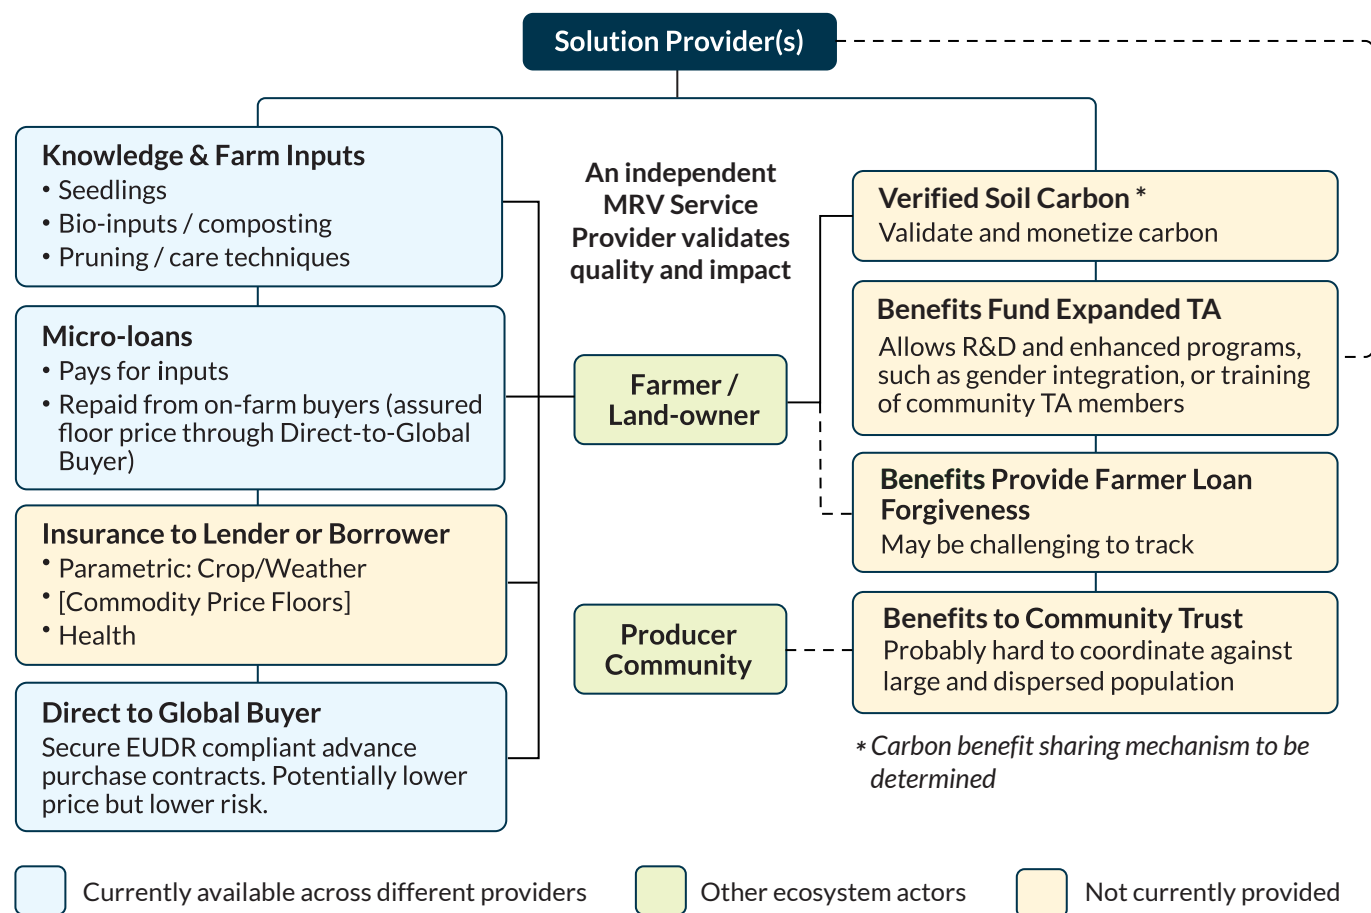 Solution Provider(s)
Knowledge & Farm Inputs
• Seedlings
• Bio-inputs / composting
• Pruning / care techniques
Micro-loans
• Pays for inputs
• Repaid from on-farm buyers (assured
floor price through Direct-to-Global
Buyer)
Insurance to Lender or Borrower
• Parametric: Crop/Weather
• [Commodity Price Floors]
• Health
Direct to Global Buyer
Secure EUDR compliant advance
purchase contracts. Potentially lower
price but lower risk.
An independent
MRV Service
Provider validates
quality and impact
Farmer /
Land-owner
Producer
Community
Verified Soil Carbon *
Validate and monetize carbon
Benefits Fund Expanded TA
Allows R&D and enhanced programs,
such as gender integration, or training
of community TA members
Benefits Provide Farmer Loan
Forgiveness
May be challenging to track
Benefits to Community Trust
Probably hard to coordinate against
large and dispersed population
* Carbon benefit sharing mechanism to be
determined
Currently available across different providers
Other ecosystem actors
Not currently provided